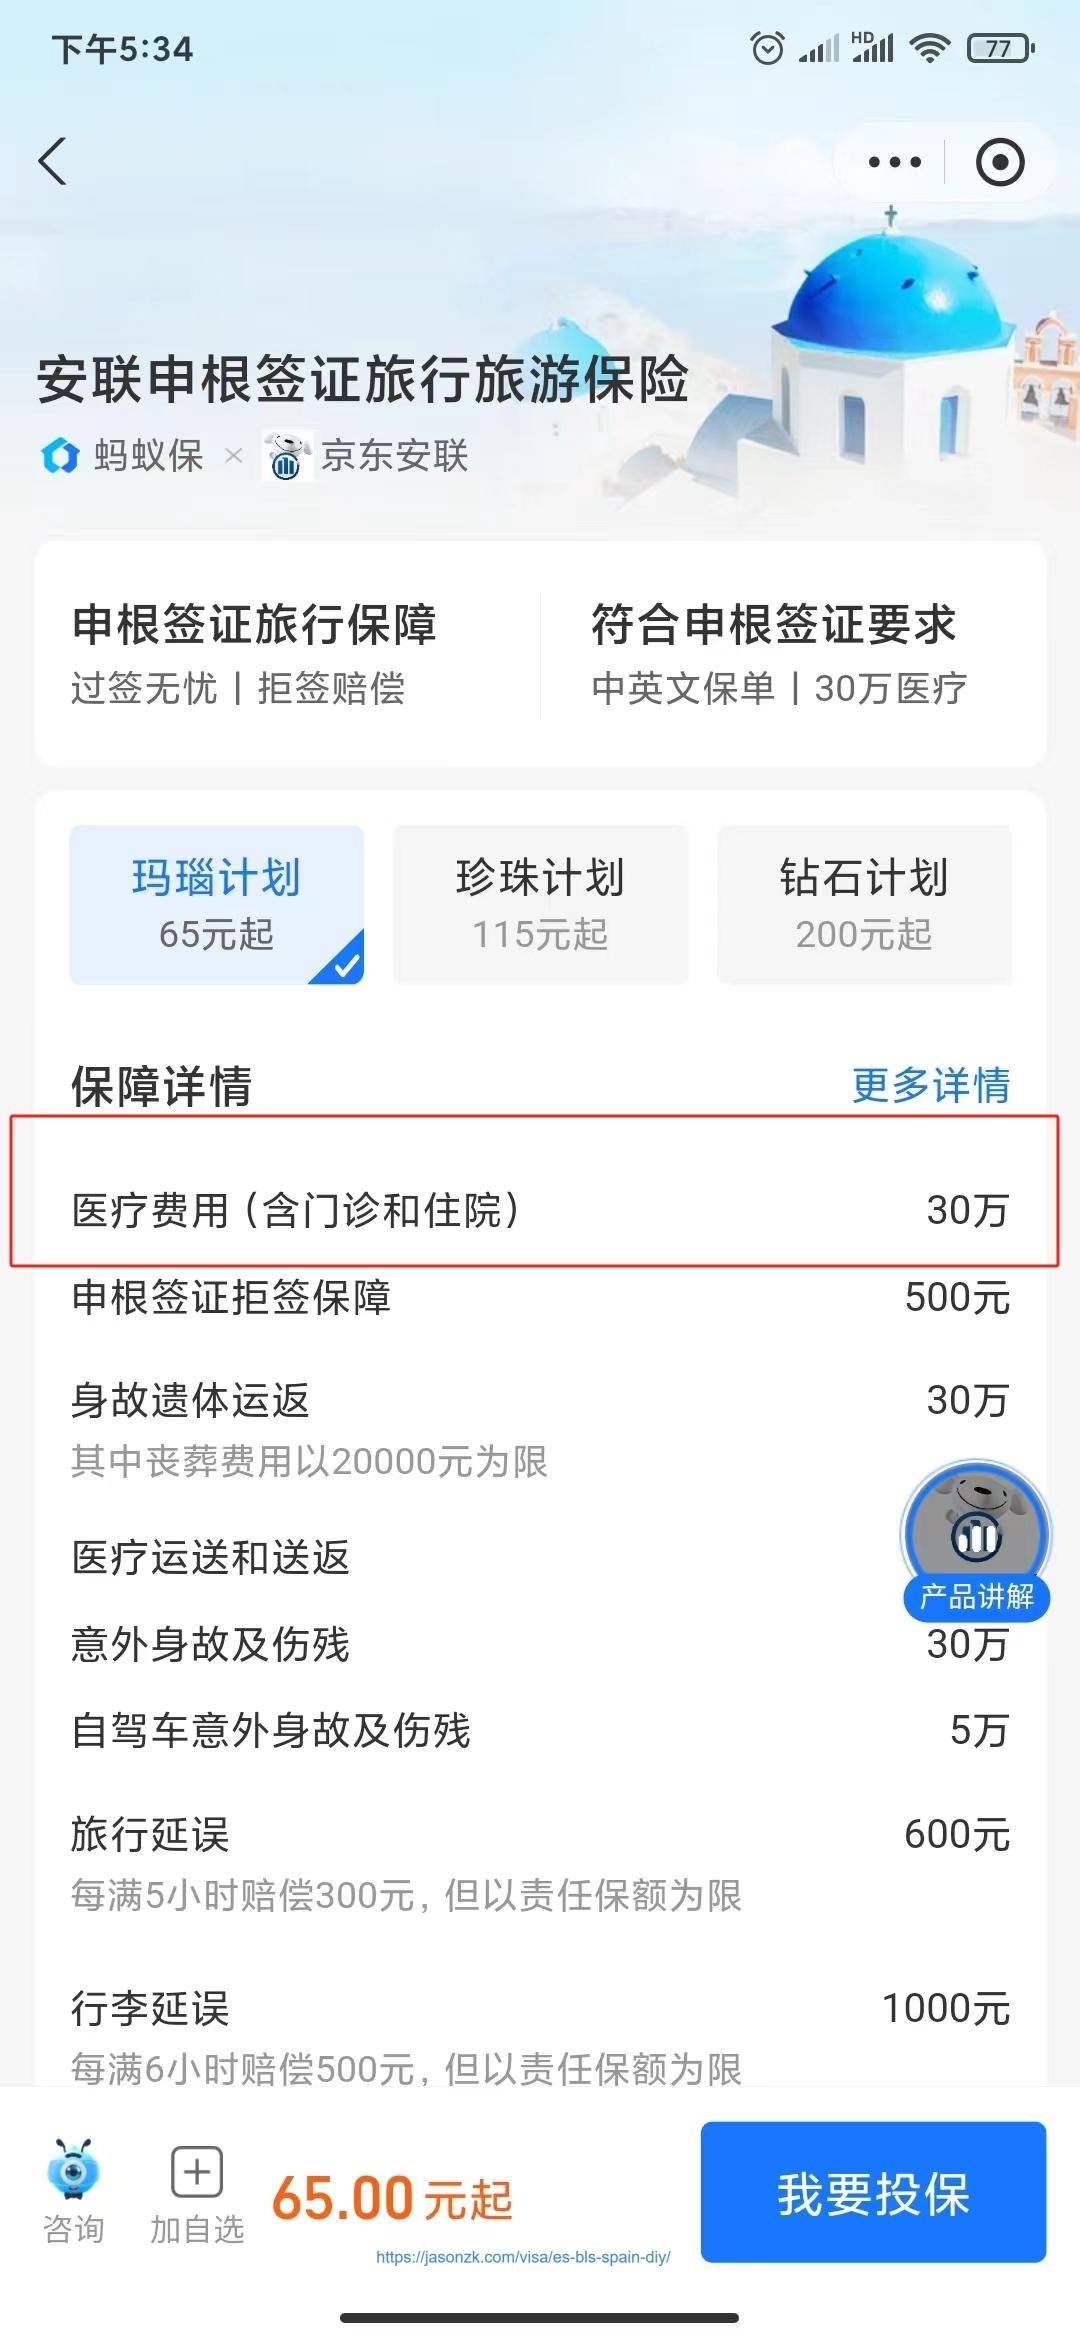 下午5:34
HD
77
安联申根签证旅行旅游保险
蚂蚁保 × 京东安联
申根签证旅行保障
过签无忧 | 拒签赔偿
符合申根签证要求
中英文保单 | 30万医疗
玛瑙计划
65元起
珍珠计划
115元起
钻石计划
200元起
保障详情
更多详情
医疗费用（含门诊和住院）
30万
申根签证拒签保障
500元
身故遗体运返
30万
其中丧葬费用以20000元为限
医疗运送和送返
产品讲解
意外身故及伤残
30万
自驾车意外身故及伤残
5万
旅行延误
600元
每满5小时赔偿300元，但以责任保额为限
行李延误
1000元
每满6小时赔偿500元，但以责任保额为限
咨询
加自选
65.00元起
我要投保
https://jasonzk.com/visa/es-bls-spain-diy/